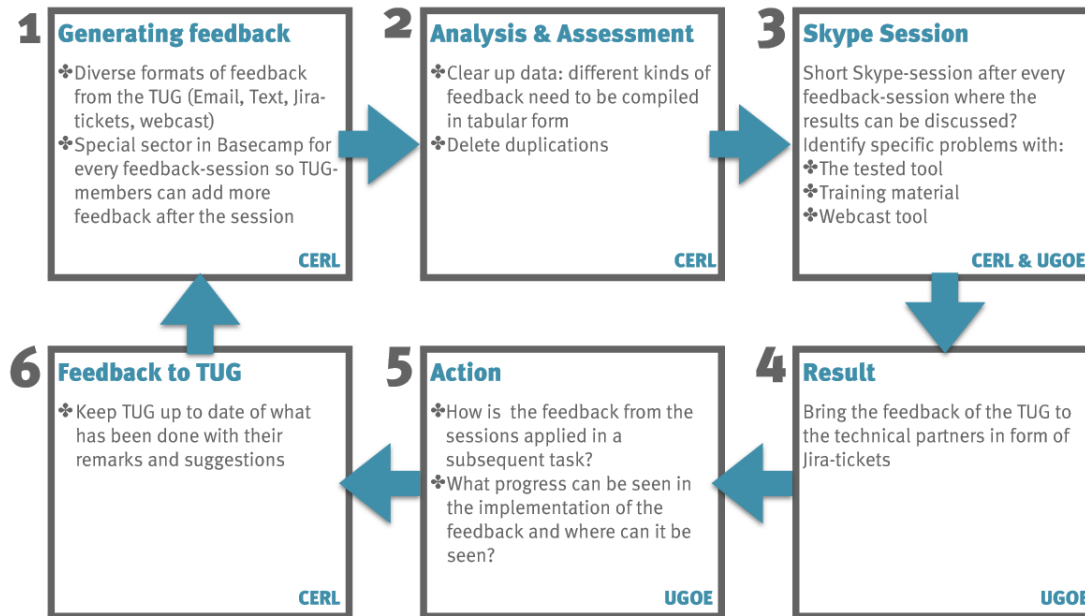 1 Generating feedback
✤Diverse formats of feedback
from the TUG (Email, Text, Jira-
tickets, webcast)
✤Special sector in Basecamp for
every feedback-session so TUG-
members can add more
feedback after the session
CERL
2 Analysis & Assessment
✤Clear up data: different kinds of
feedback need to be compiled
in tabular form
✤Delete duplications
CERL
3 Skype Session
Short Skype-session after every
feedback-session where the
results can be discussed?
Identify specific problems with:
✤The tested tool
✤Training material
✤Webcast tool
CERL & UGOE
4 Result
Bring the feedback of the TUG to
the technical partners in form of
Jira-tickets
UGOE
5 Action
✤How is the feedback from the
sessions applied in a
subsequent task?
✤What progress can be seen in
the implementation of the
feedback and where can it be
seen?
UGOE
6 Feedback to TUG
✤Keep TUG up to date of what
has been done with their
remarks and suggestions
CERL